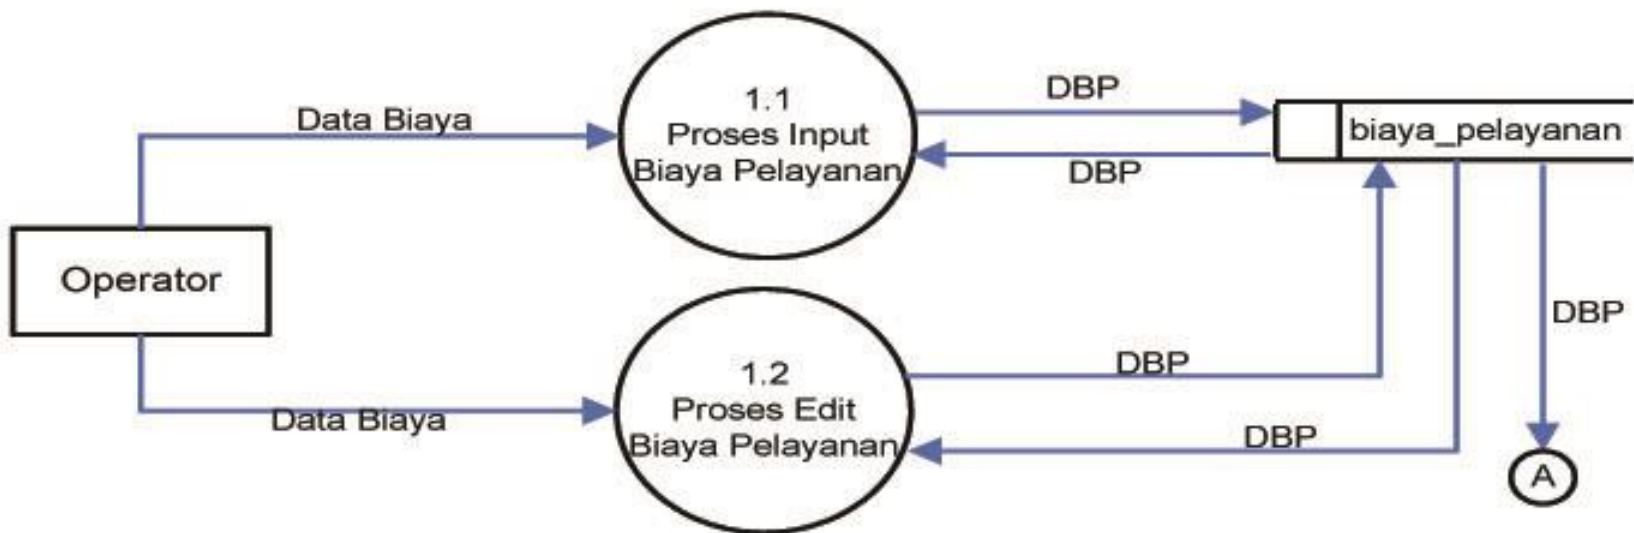 Data Biaya
1.1
Proses Input
Biaya Pelayanan
DBP
DBP
biaya_pelayanan
Operator
DBP
1.2
Proses Edit
Biaya Pelayanan
Data Biaya
DBP
DBP
A